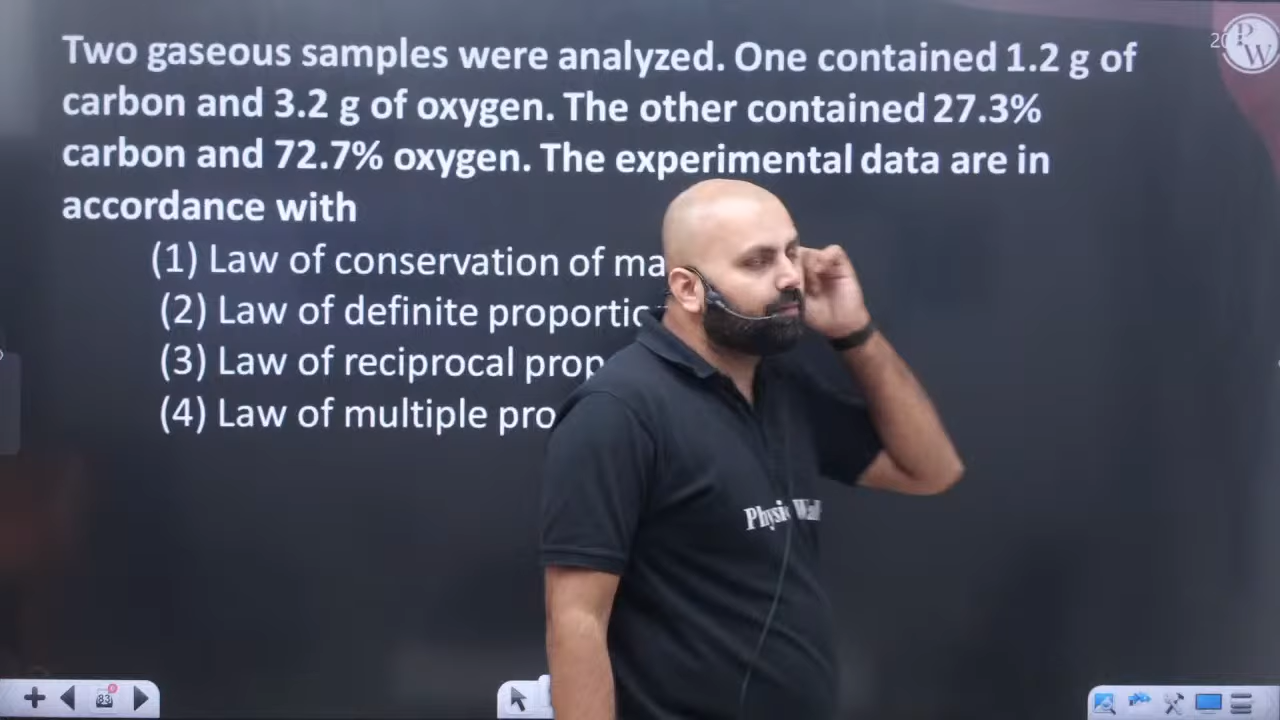 Two gaseous samples were analyzed. One contained 1.2 g of
carbon and 3.2 g of oxygen. The other contained 27.3%
carbon and 72.7% oxygen. The experimental data are in
accordance with
(1) Law of conservation of
(2) Law of definite
(3) Law of reciprocal
(4) Law of multiple
PW
83